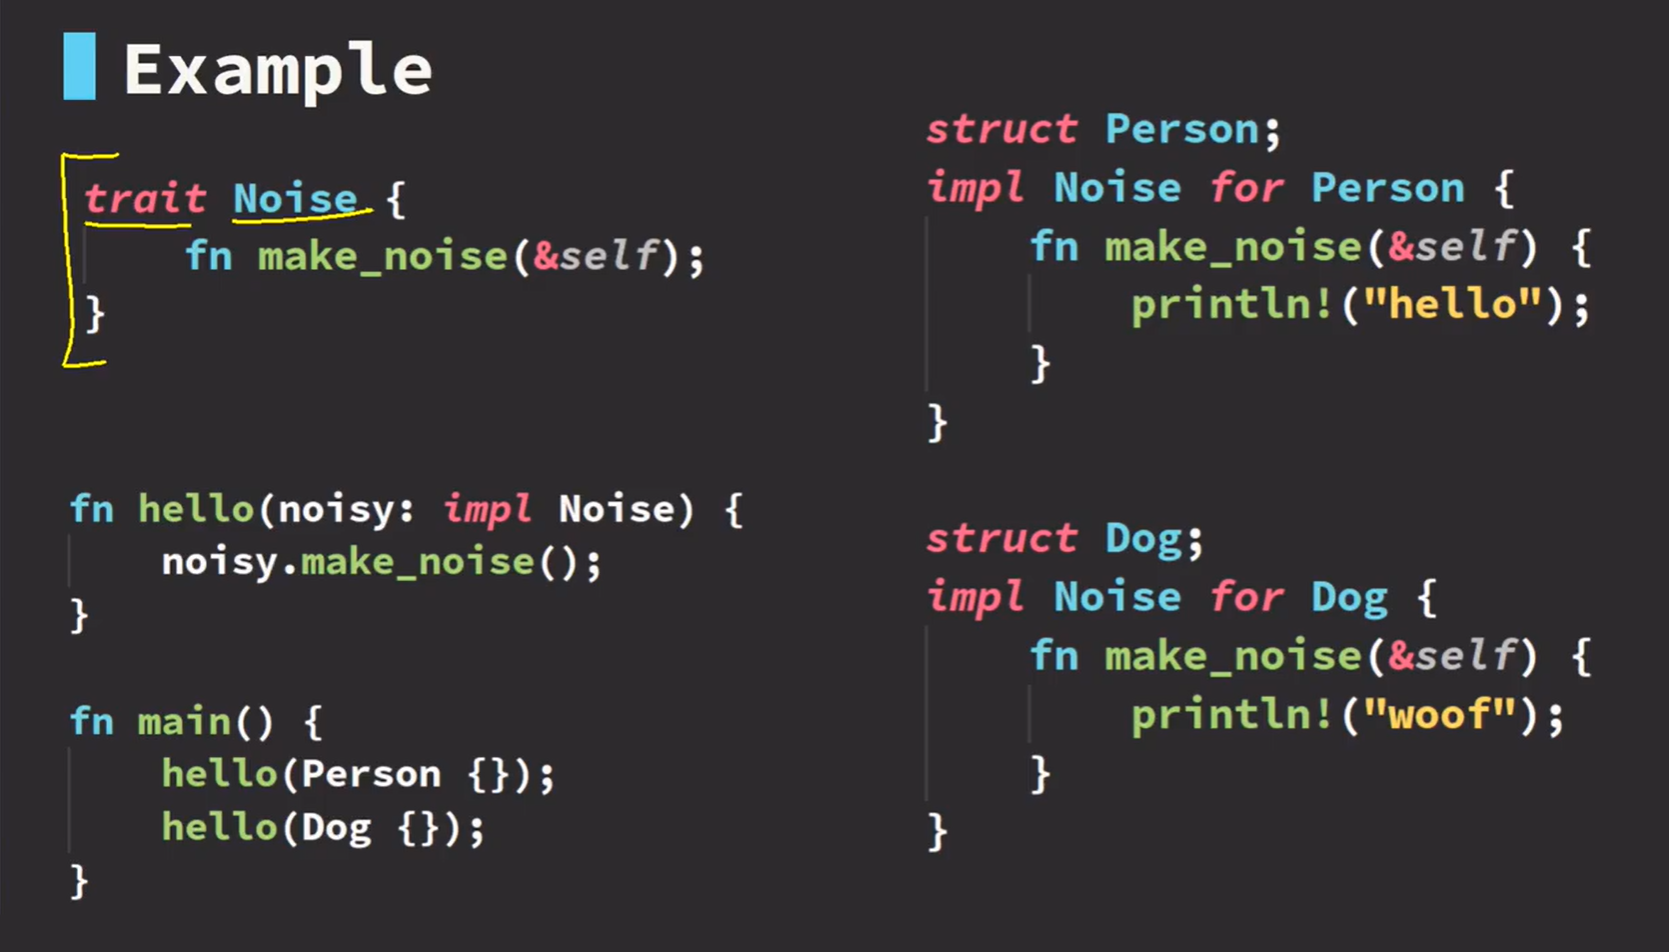 Example
trait Noise {
fn make_noise(&self);
}
fn hello(noisy: impl Noise) {
noisy.make_noise();
}
fn main() {
hello(Person {});
hello(Dog {});
}
struct Person;
impl Noise for Person {
fn make_noise(&self) {
println!("hello");
}
}
struct Dog;
impl Noise for Dog {
fn make_noise(&self) {
println!("woof");
}
}